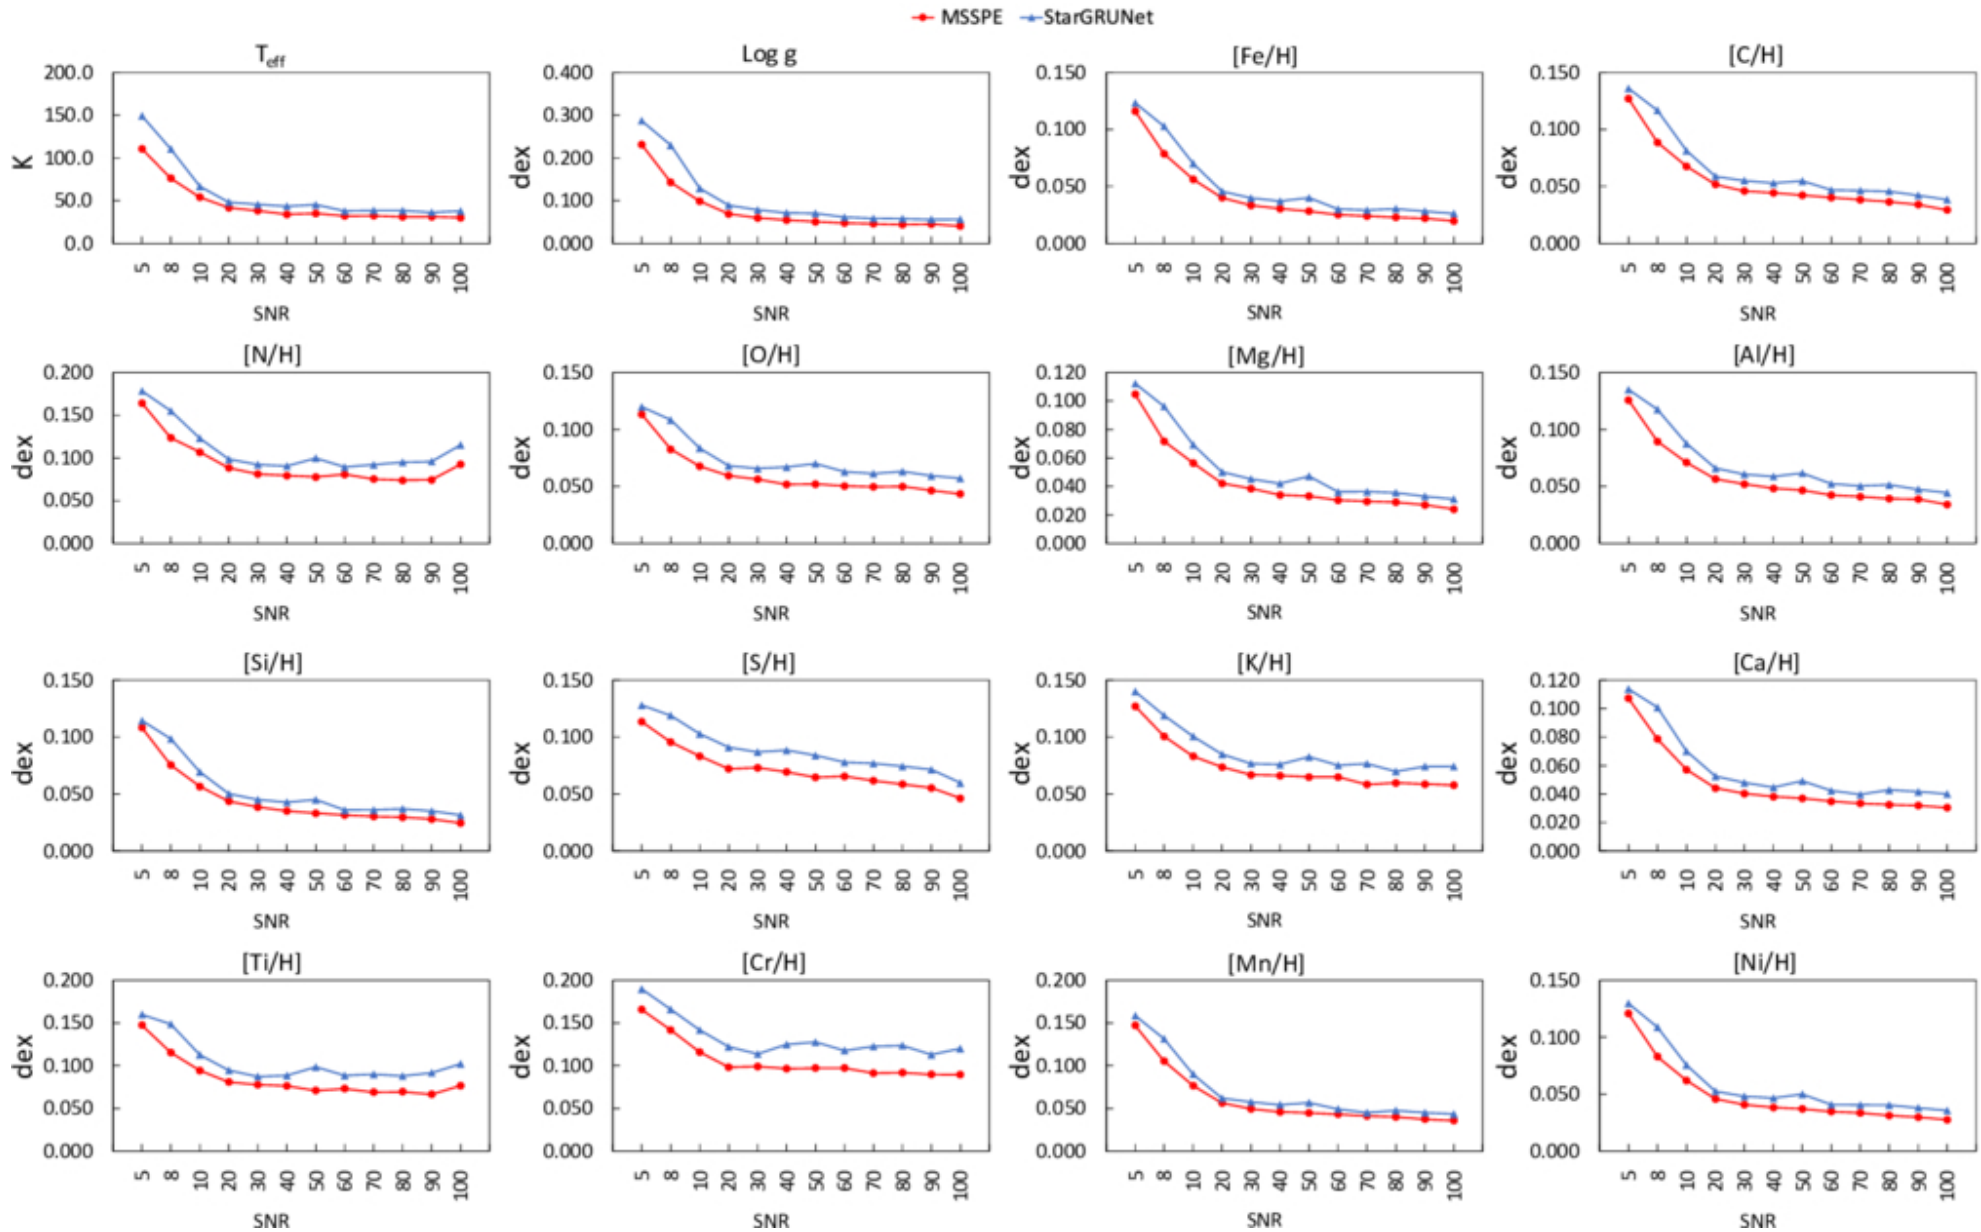 MSSPE StarGRUNet
T_eff Log g [Fe/H] [C/H]
200.0 0.400 0.150 0.150
150.0 0.300 0.100 0.100
100.0 0.200 0.050 0.050
50.0 0.100 0.000 0.000
0.0 0.000
K dex dex dex
5 8 10 20 30 40 50 60 70 80 90 100 5 8 10 20 30 40 50 60 70 80 90 100 5 8 10 20 30 40 50 60 70 80 90 100 5 8 10 20 30 40 50 60 70 80 90 100
SNR SNR SNR SNR
[N/H] [O/H] [Mg/H] [Al/H]
0.200 0.150 0.120 0.150
0.150 0.100 0.100 0.100
0.100 0.050 0.080 0.050
0.050 0.000 0.060 0.000
0.000 0.040
0.020
0.000
dex dex dex dex
5 8 10 20 30 40 50 60 70 80 90 100 5 8 10 20 30 40 50 60 70 80 90 100 5 8 10 20 30 40 50 60 70 80 90 100 5 8 10 20 30 40 50 60 70 80 90 100
SNR SNR SNR SNR
[Si/H] [S/H] [K/H] [Ca/H]
0.150 0.150 0.150 0.120
0.100 0.100 0.100 0.100
0.050 0.050 0.050 0.080
0.000 0.000 0.000 0.060
0.040
0.020
0.000
dex dex dex dex
5 8 10 20 30 40 50 60 70 80 90 100 5 8 10 20 30 40 50 60 70 80 90 100 5 8 10 20 30 40 50 60 70 80 90 100 5 8 10 20 30 40 50 60 70 80 90 100
SNR SNR SNR SNR
[Ti/H] [Cr/H] [Mn/H] [Ni/H]
0.200 0.200 0.200 0.150
0.150 0.150 0.150 0.100
0.100 0.100 0.100 0.050
0.050 0.050 0.050 0.000
0.000 0.000 0.000
dex dex dex dex
5 8 10 20 30 40 50 60 70 80 90 100 5 8 10 20 30 40 50 60 70 80 90 100 5 8 10 20 30 40 50 60 70 80 90 100 5 8 10 20 30 40 50 60 70 80 90 100
SNR SNR SNR SNR